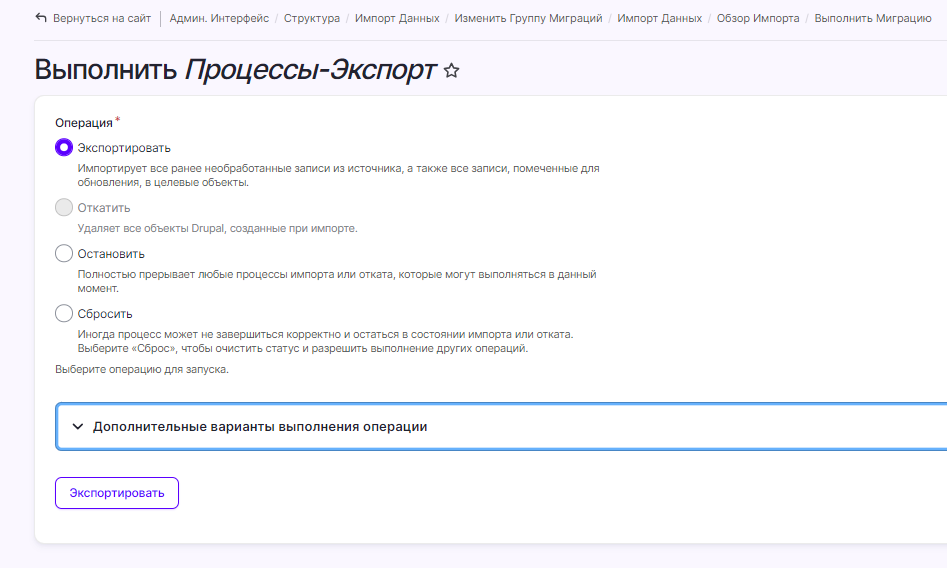 Вернуться на сайт | Админ. Интерфейс / Структура / Импорт Данных / Изменить Группу Миграций / Импорт Данных / Обзор Импорта / Выполнить Миграцию
Выполнить Процессы-Экспорт
Операция*
Экспортировать
Импортирует все ранее необработанные записи из источника, а также все записи, помеченные для
обновления, в целевые объекты.
Откатить
Удаляет все объекты Drupal, созданные при импорте.
Остановить
Полностью прерывает любые процессы импорта или отката, которые могут выполняться в данный
момент.
Сбросить
Иногда процесс может не завершиться корректно и остаться в состоянии импорта или отката.
Выберите «Сброс», чтобы очистить статус и разрешить выполнение других операций.
Выберите операцию для запуска.
Дополнительные варианты выполнения операции
Экспортировать